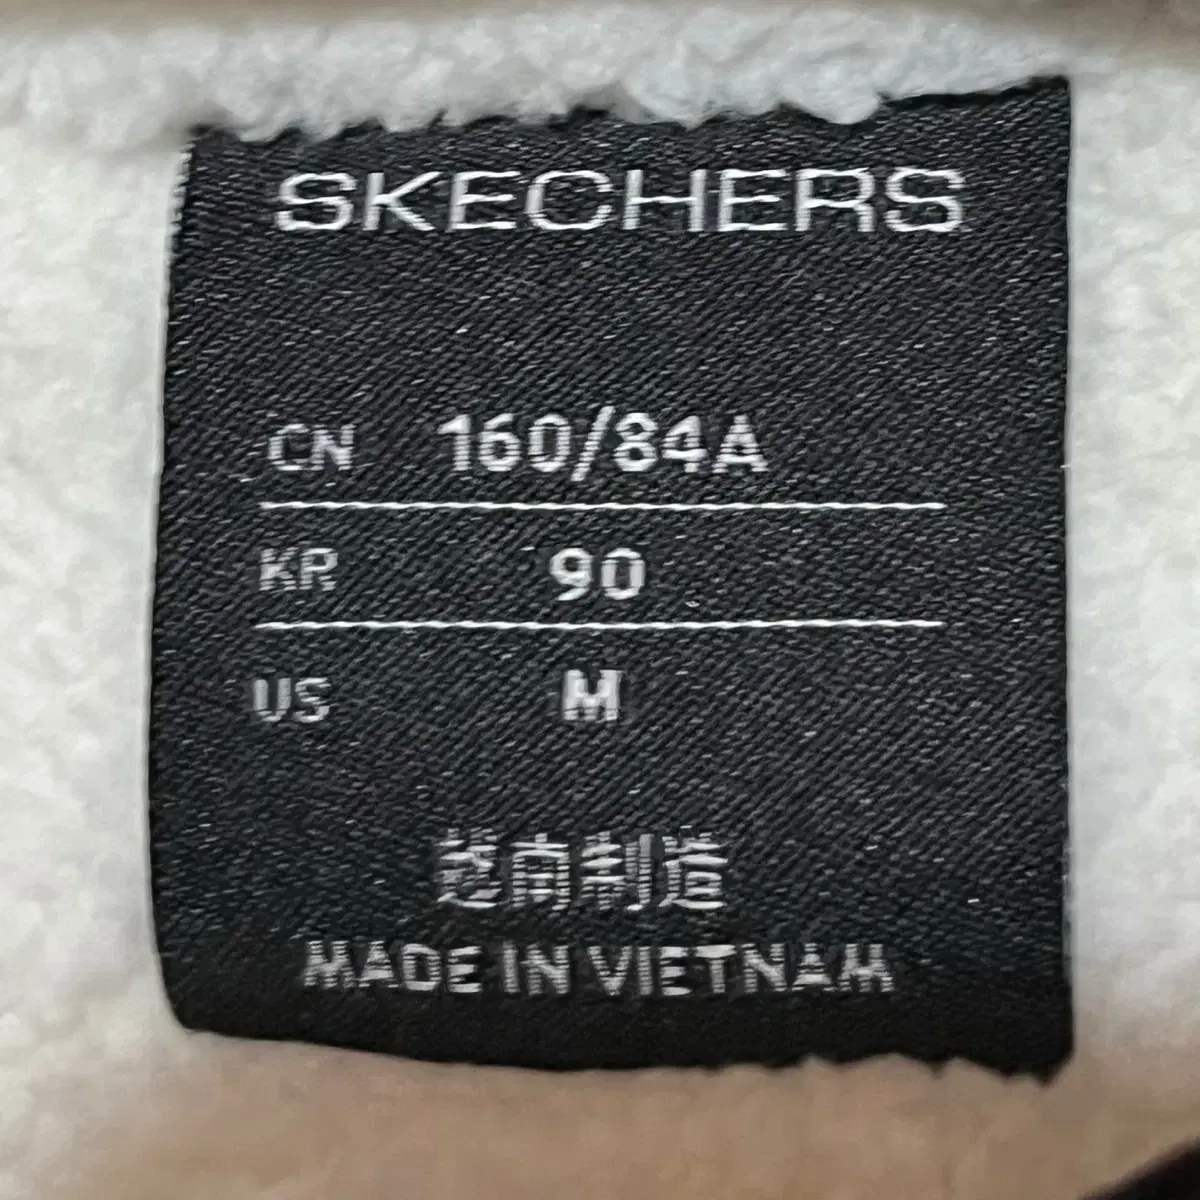 SKECHERS
CN 160/84A
KR 90
US M
越南制造
MADE IN VIETNAM